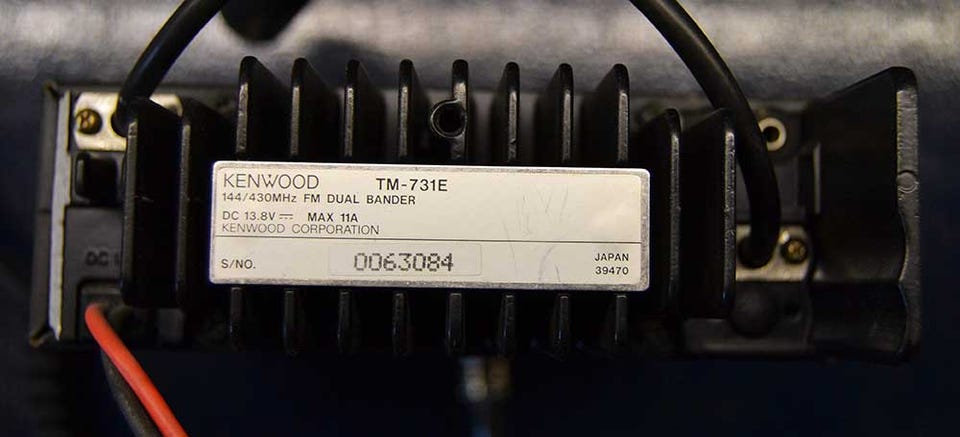 KENWOOD TM-731E
144/430MHz FM DUAL BANDER
DC 13.8V⎓ MAX 11A
KENWOOD CORPORATION
S/NO. 0063084
JAPAN
39470
DC